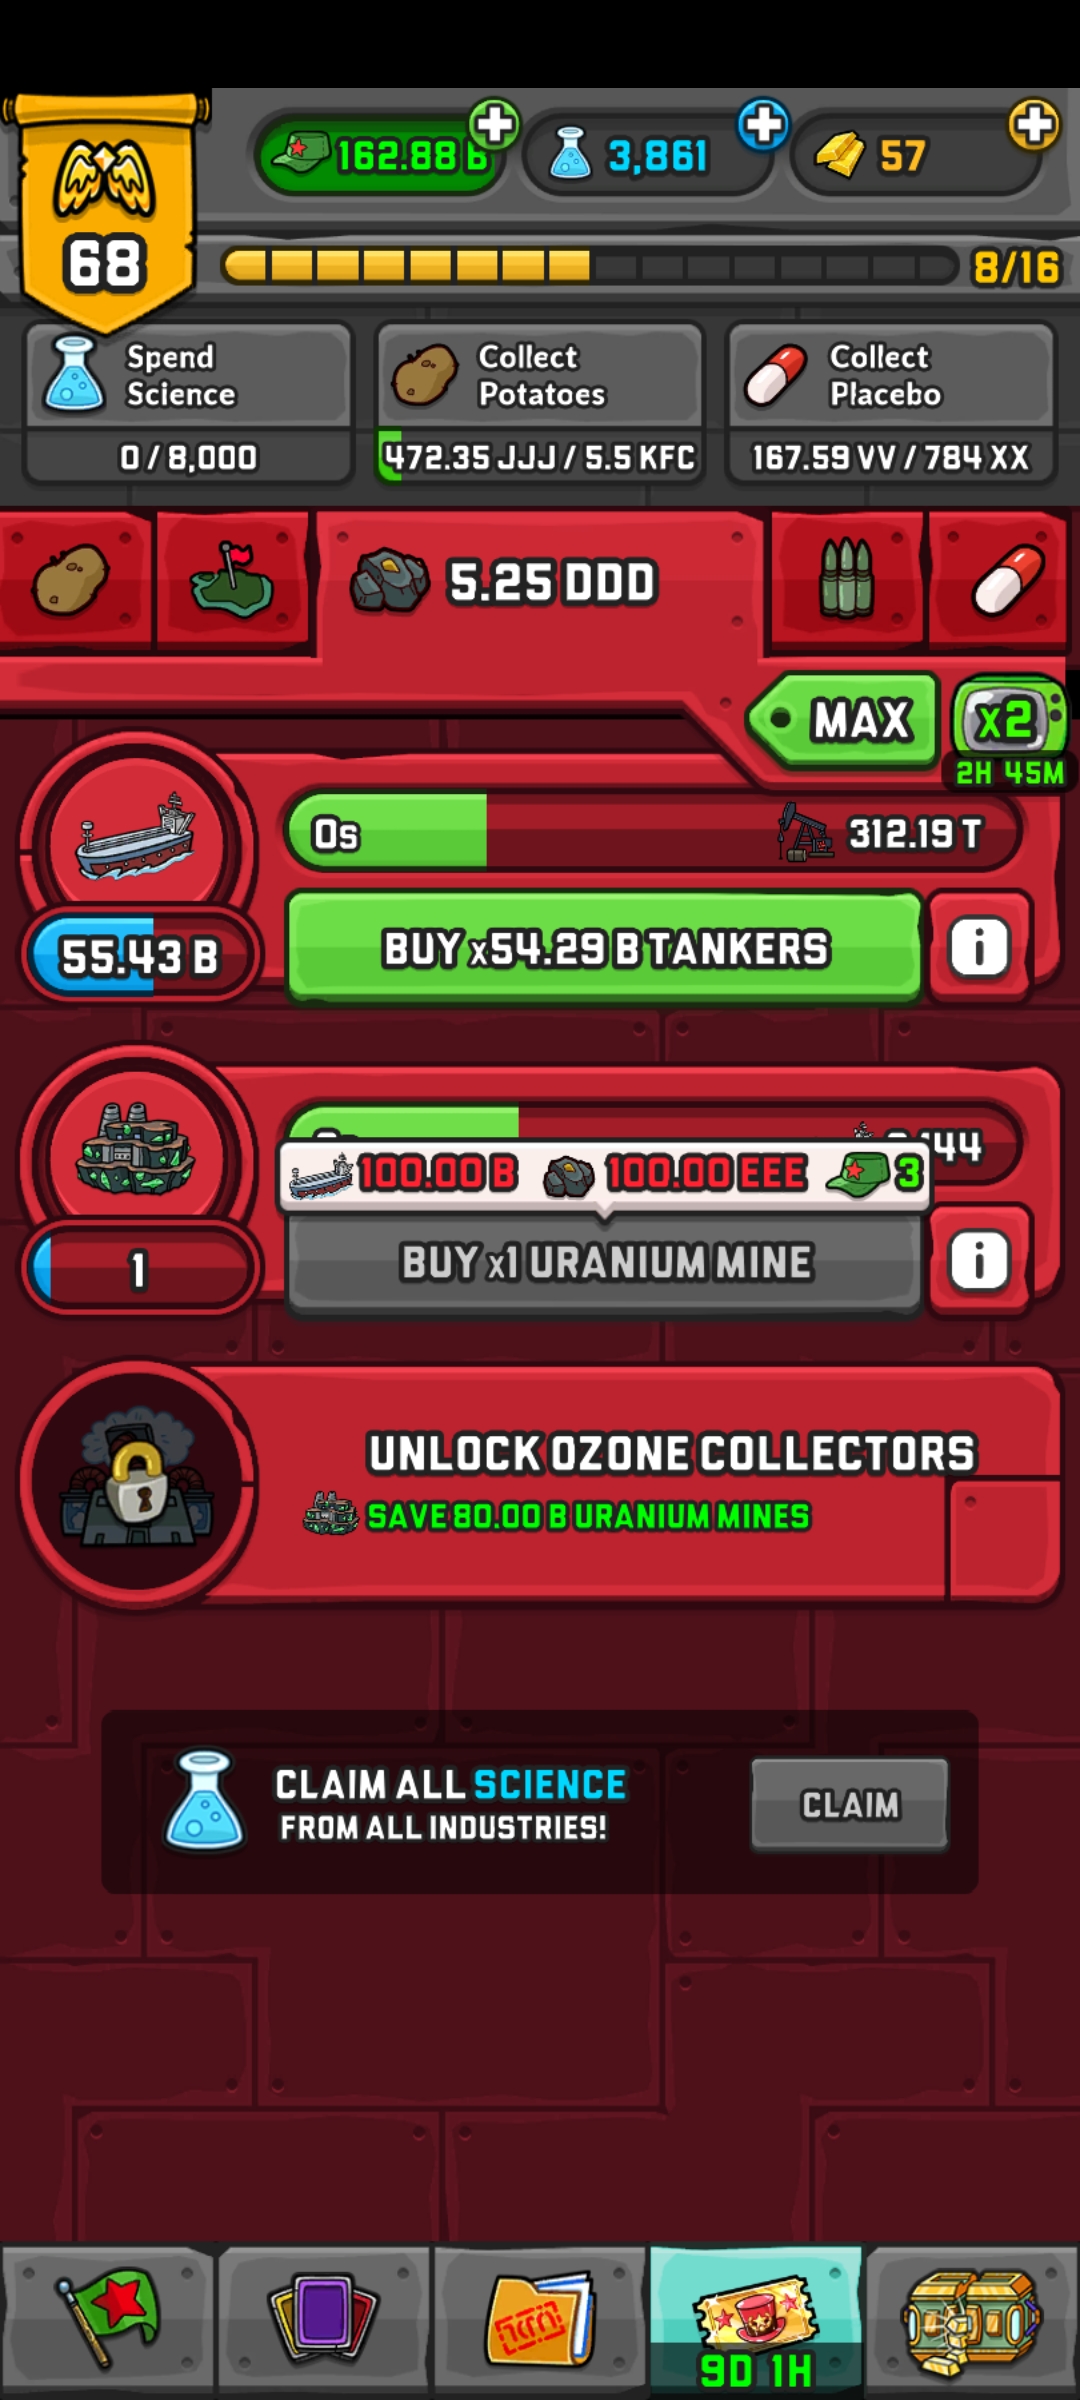 162.88 B
3,861
57
68
8/16
Spend
Science
0 / 8,000
Collect
Potatoes
472.35 JJJ / 5.5 KFC
Collect
Placebo
167.59 VV / 784 XX
5.25 DDD
MAX
x2
2H 45M
0s
312.19 T
55.43 B
BUY x54.29 B TANKERS
i
100.00 B
100.00 EEE
3
1
BUY x1 URANIUM MINE
i
UNLOCK OZONE COLLECTORS
SAVE 80.00 B URANIUM MINES
CLAIM ALL SCIENCE
FROM ALL INDUSTRIES!
CLAIM
9D 1H